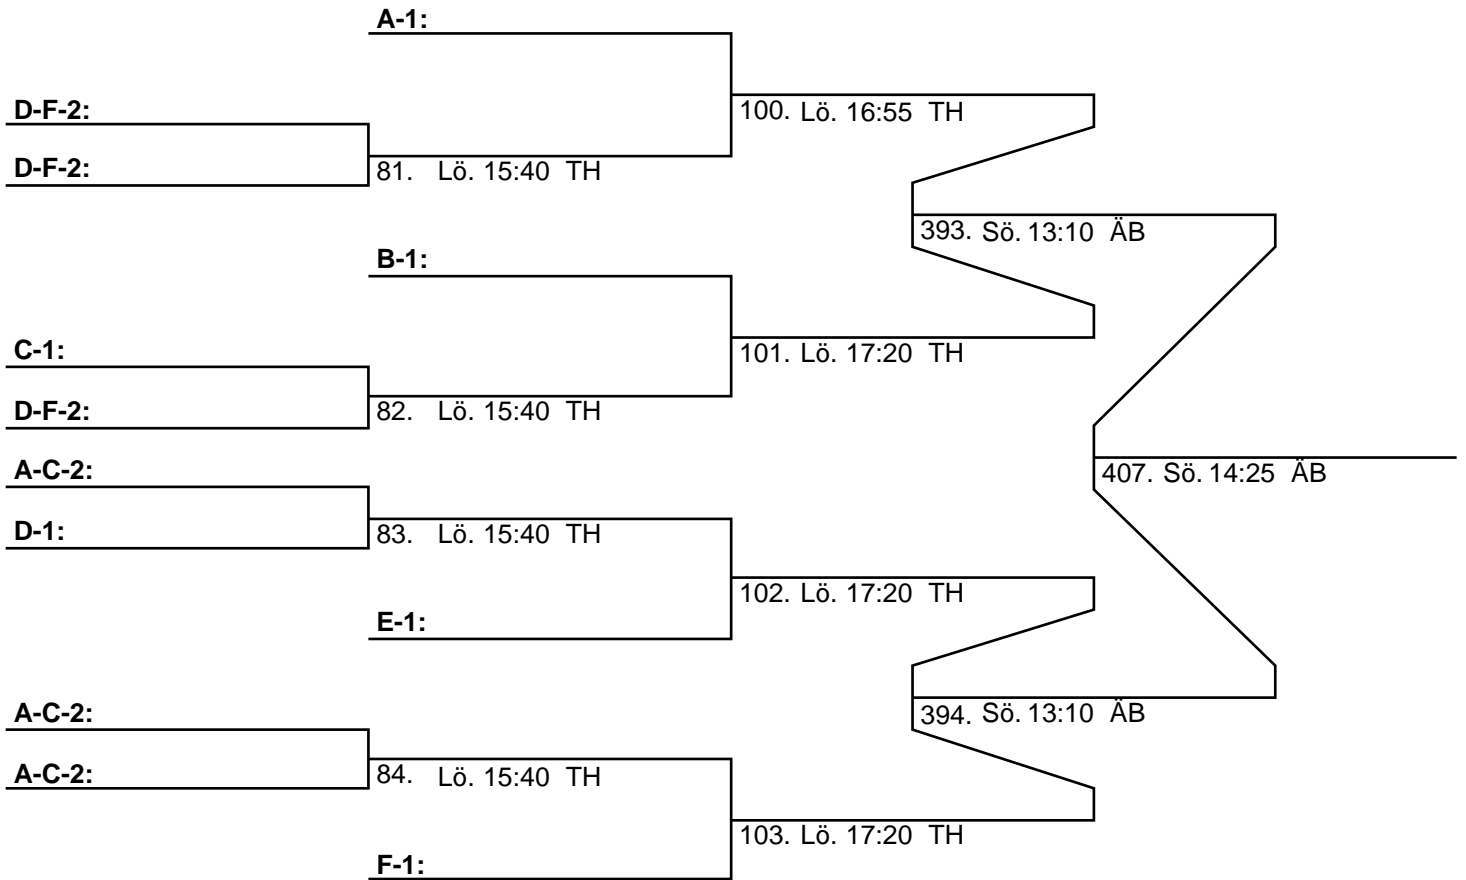 A-1:
D-F-2:
100. Lö. 16:55 TH
D-F-2:
81. Lö. 15:40 TH
393. Sö. 13:10 ÄB
B-1:
C-1:
101. Lö. 17:20 TH
D-F-2:
82. Lö. 15:40 TH
A-C-2:
407. Sö. 14:25 ÄB
D-1:
83. Lö. 15:40 TH
102. Lö. 17:20 TH
E-1:
A-C-2:
394. Sö. 13:10 ÄB
A-C-2:
84. Lö. 15:40 TH
103. Lö. 17:20 TH
F-1: